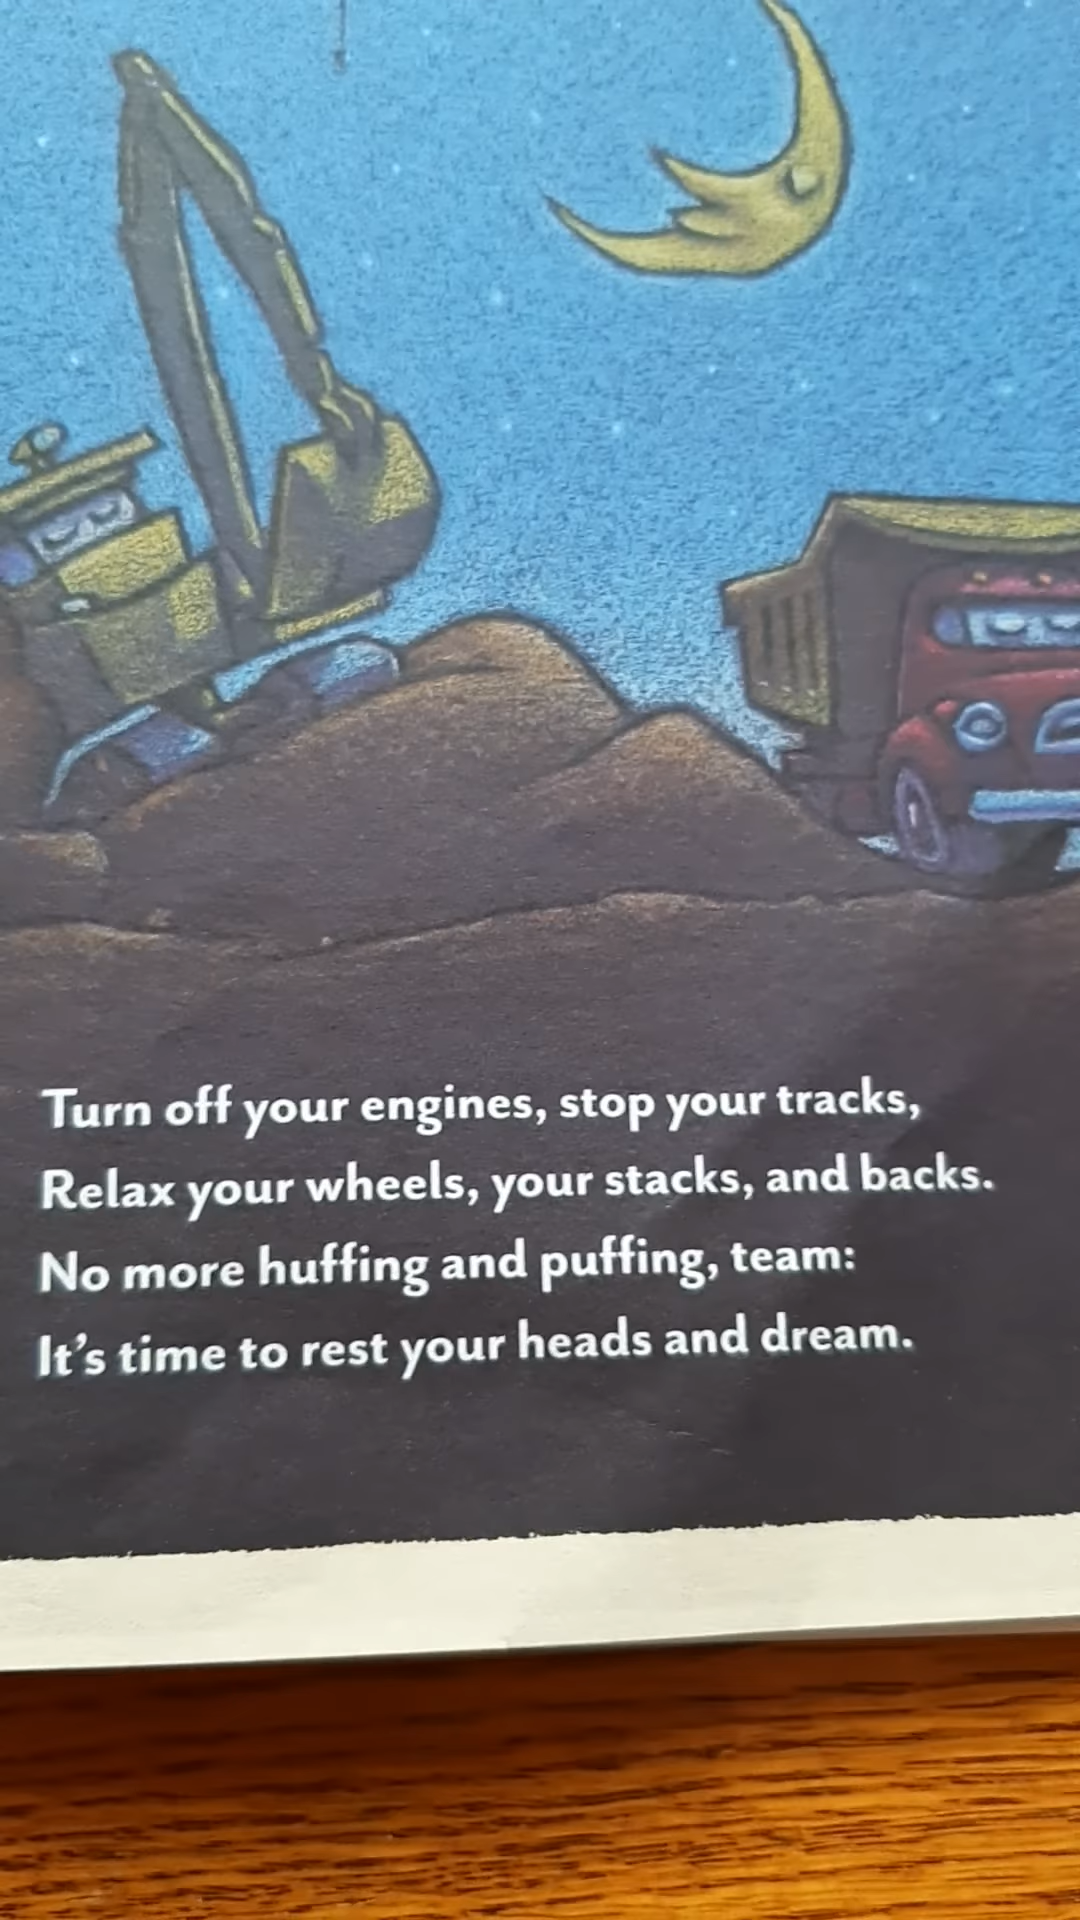 Turn off your engines, stop your tracks,
Relax your wheels, your stacks, and backs.
No more huffing and puffing, team:
It's time to rest your heads and dream.